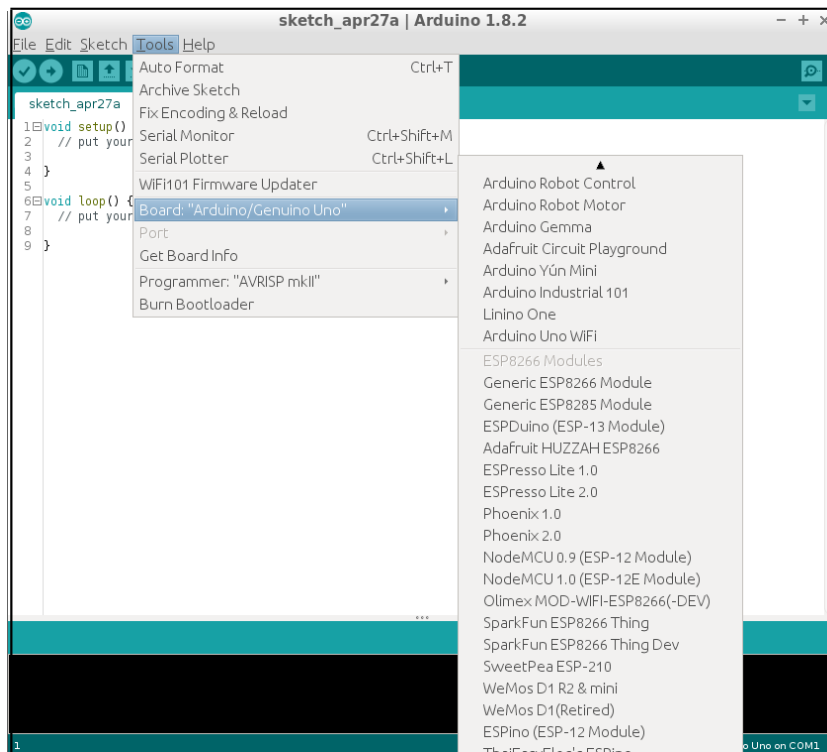 sketch_apr27a | Arduino 1.8.2
File Edit Sketch Tools Help
sketch_apr27a
1 void setup()
2 // put your
3
4 }
5
6 void loop() {
7 // put your
8
9 }
Auto Format Ctrl+T
Archive Sketch
Fix Encoding & Reload
Serial Monitor Ctrl+Shift+M
Serial Plotter Ctrl+Shift+L
WiFi101 Firmware Updater
Board: "Arduino/Genuino Uno"
Port
Get Board Info
Programmer: "AVRISP mkII"
Burn Bootloader
Arduino Robot Control
Arduino Robot Motor
Arduino Gemma
Adafruit Circuit Playground
Arduino Yún Mini
Arduino Industrial 101
Linino One
Arduino Uno WiFi
ESP8266 Modules
Generic ESP8266 Module
Generic ESP8285 Module
ESPDuino (ESP-13 Module)
Adafruit HUZZAH ESP8266
ESPresso Lite 1.0
ESPresso Lite 2.0
Phoenix 1.0
Phoenix 2.0
NodeMCU 0.9 (ESP-12 Module)
NodeMCU 1.0 (ESP-12E Module)
Olimex MOD-WIFI-ESP8266(-DEV)
SparkFun ESP8266 Thing
SparkFun ESP8266 Thing Dev
SweetPea ESP-210
WeMos D1 R2 & mini
WeMos D1(Retired)
ESPino (ESP-12 Module)
ThaiEasyElec's ESPino
1 o Uno on COM1